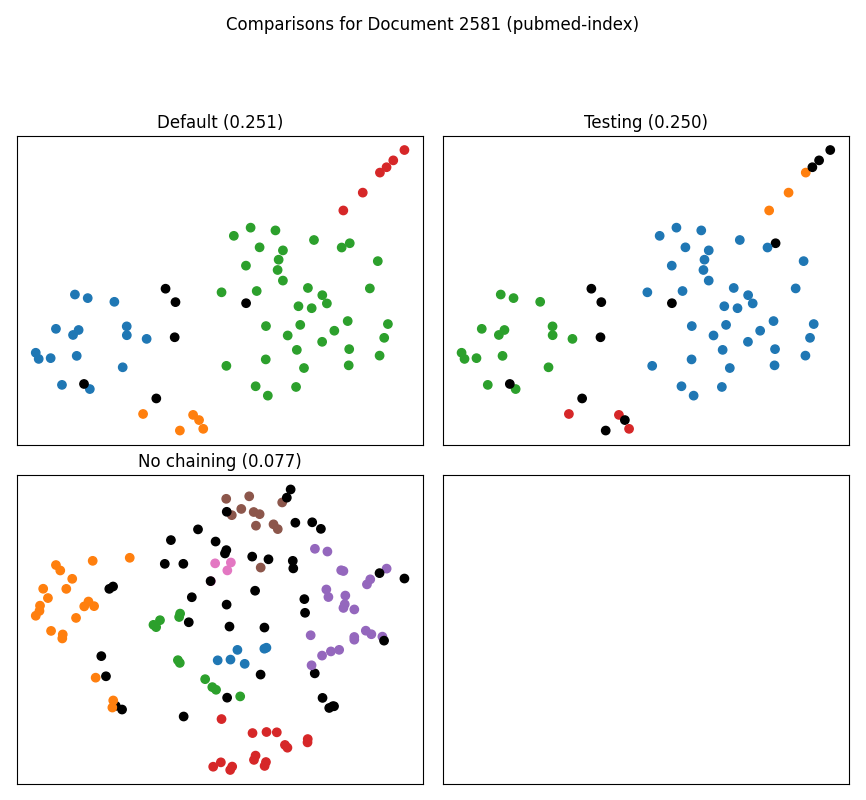 Comparisons for Document 2581 (pubmed-index)
Default (0.251)
Testing (0.250)
No chaining (0.077)